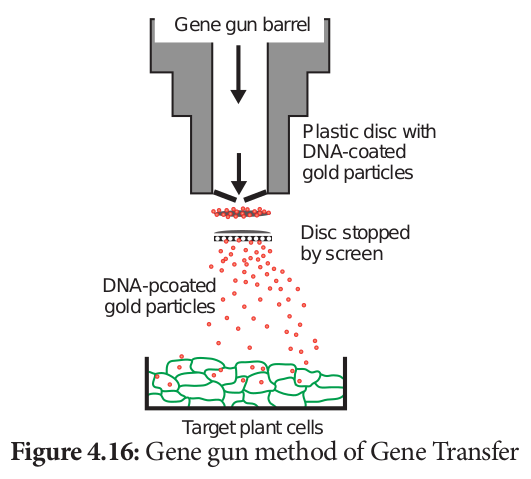 Gene gun barrel
Plastic disc with
DNA-coated
gold particles
Disc stopped
by screen
DNA-pcoated
gold particles
Target plant cells
Figure 4.16: Gene gun method of Gene Transfer